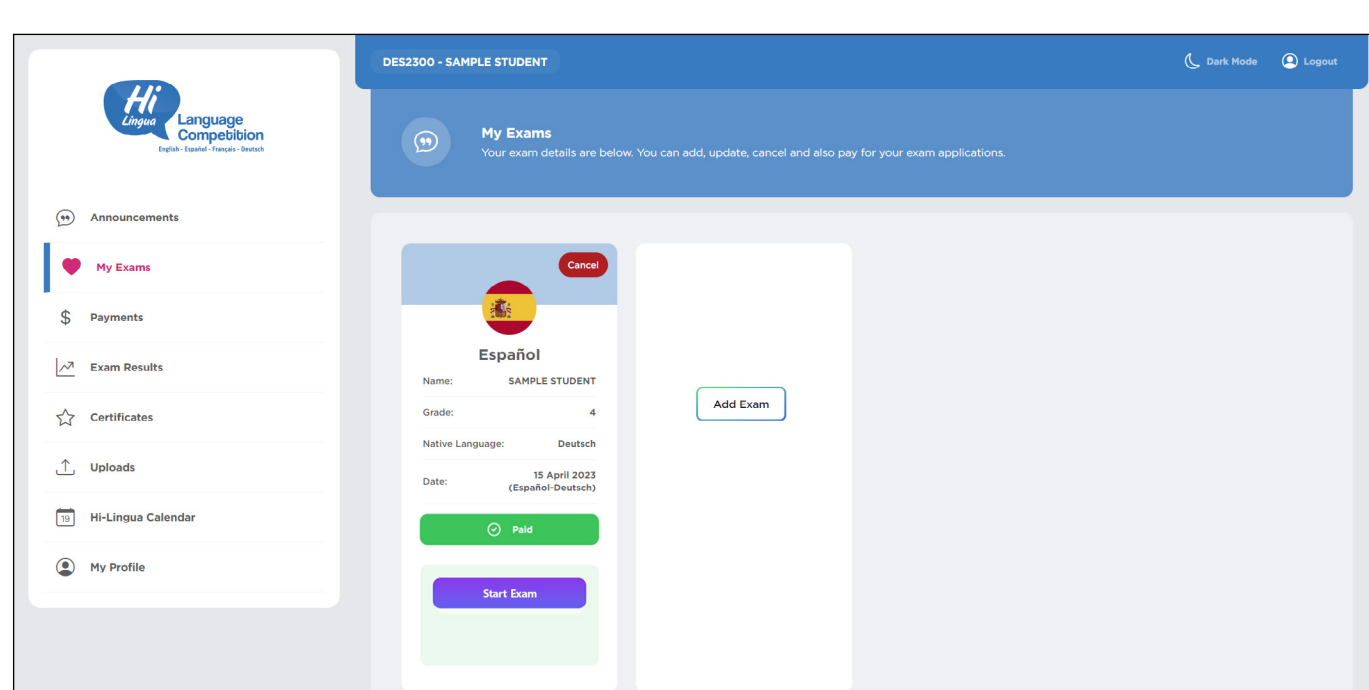 Hi
Lingua
Language
Competition
English - Español - Français - Deutsch
Announcements
My Exams
Payments
Exam Results
Certificates
Uploads
19
Hi-Lingua Calendar
My Profile
DES2300 - SAMPLE STUDENT
Dark Mode
Logout
My Exams
Your exam details are below. You can add, update, cancel and also pay for your exam applications.
Cancel
Español
Name: SAMPLE STUDENT
Grade: 4
Native Language: Deutsch
Date: 15 April 2023
(Español-Deutsch)
Paid
Start Exam
Add Exam